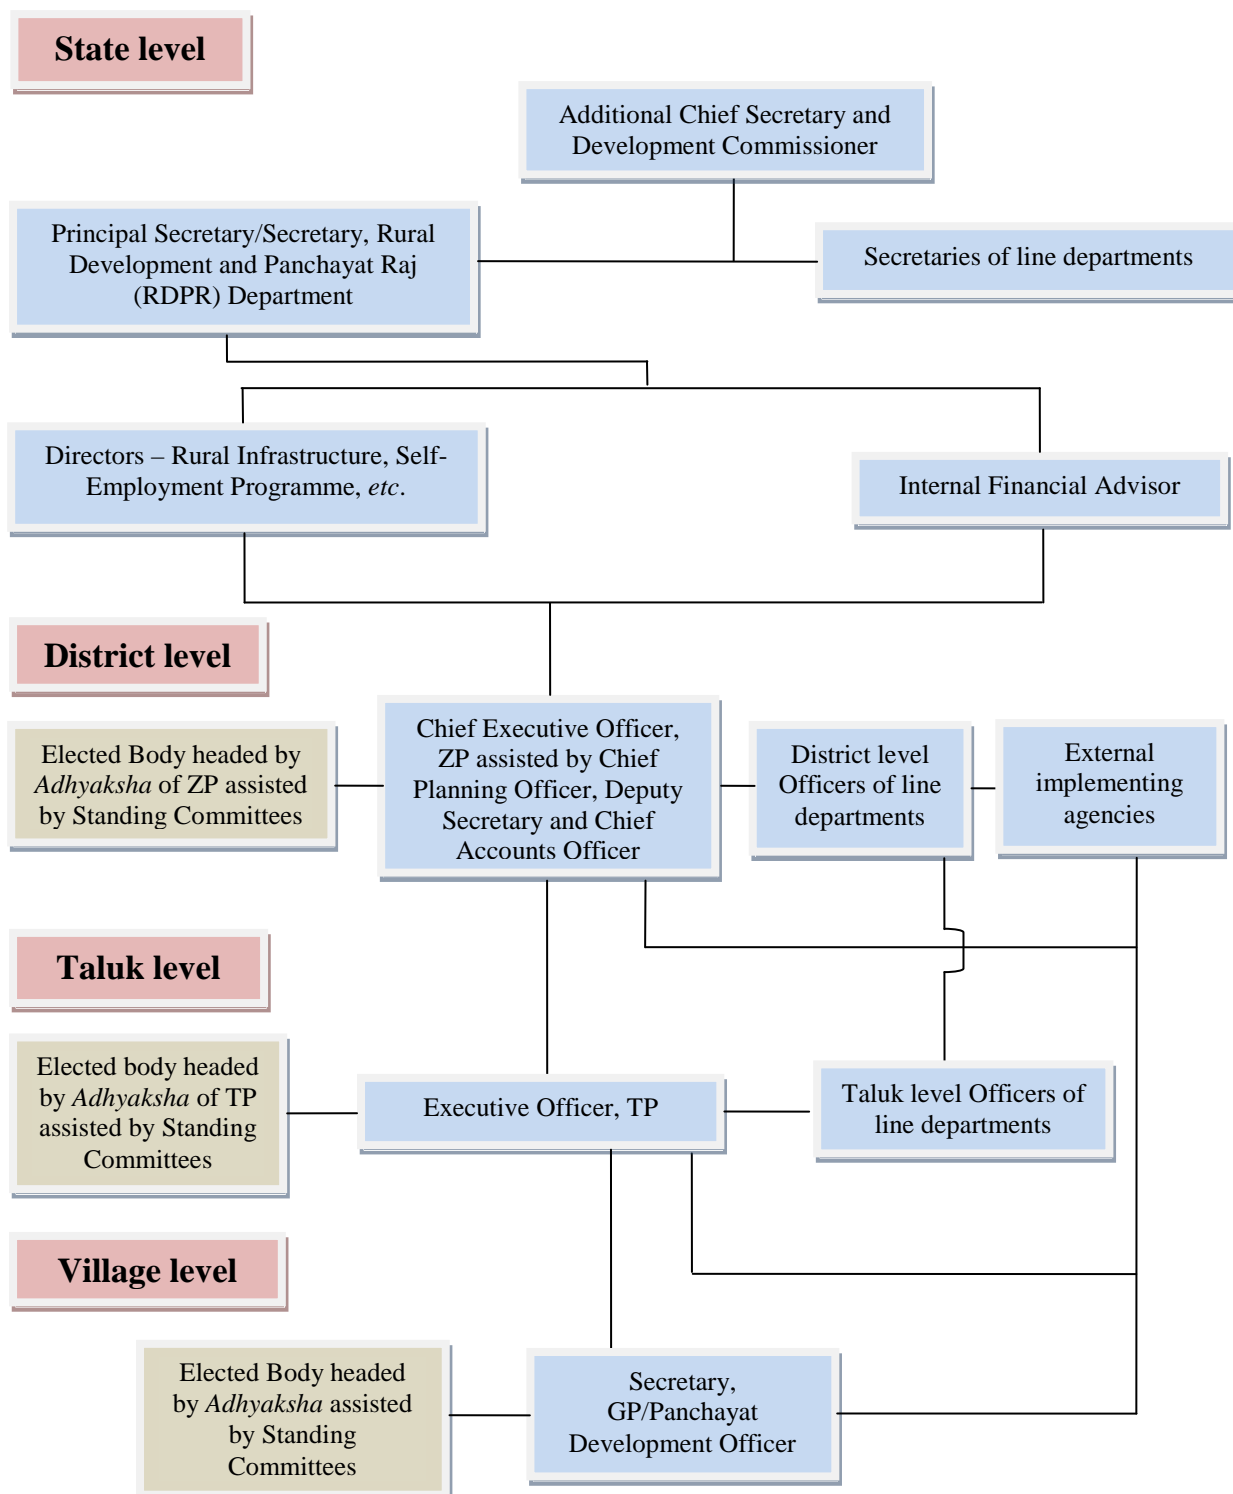 State level
Additional Chief Secretary and
Development Commissioner
Principal Secretary/Secretary, Rural
Development and Panchayat Raj
(RDPR) Department
Secretaries of line departments
Directors – Rural Infrastructure, Self-
Employment Programme, etc.
Internal Financial Advisor
District level
Elected Body headed by
Adhyaksha of ZP assisted
by Standing Committees
Chief Executive Officer,
ZP assisted by Chief
Planning Officer, Deputy
Secretary and Chief
Accounts Officer
District level
Officers of line
departments
External
implementing
agencies
Taluk level
Elected body headed
by Adhyaksha of TP
assisted by Standing
Committees
Executive Officer, TP
Taluk level Officers of
line departments
Village level
Elected Body headed
by Adhyaksha assisted
by Standing
Committees
Secretary,
GP/Panchayat
Development Officer